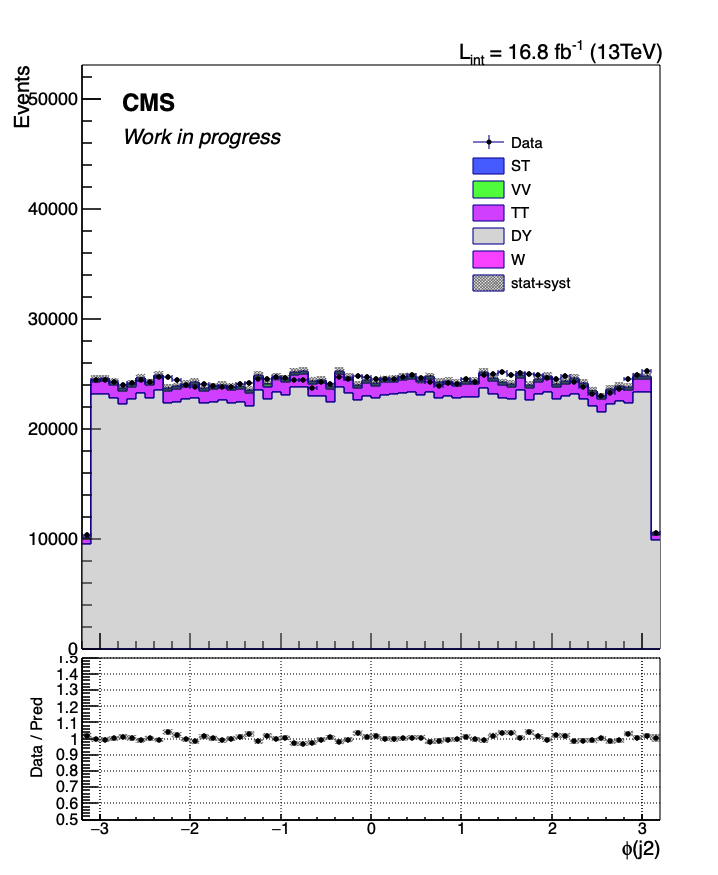 L_int = 16.8 fb⁻¹ (13TeV)
Events
50000
CMS
Work in progress
Data
ST
VV
TT
DY
W
stat+syst
40000
30000
20000
10000
0
1.5
1.4
1.3
1.2
1.1
1
0.9
0.8
0.7
0.6
0.5
Data / Pred
−3 −2 −1 0 1 2 3
ϕ(j2)